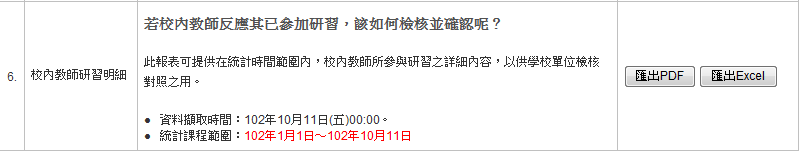 若校內教師反應其已參加研習，該如何檢核並確認呢？
6.
校內教師研習明細
此報表可提供在統計時間範圍內，校內教師所參與研習之詳細內容，以供學校單位檢核
對照之用。
匯出PDF
匯出Excel
● 資料擷取時間：102年10月11日(五)00:00。
● 統計課程範圍：102年1月1日～102年10月11日